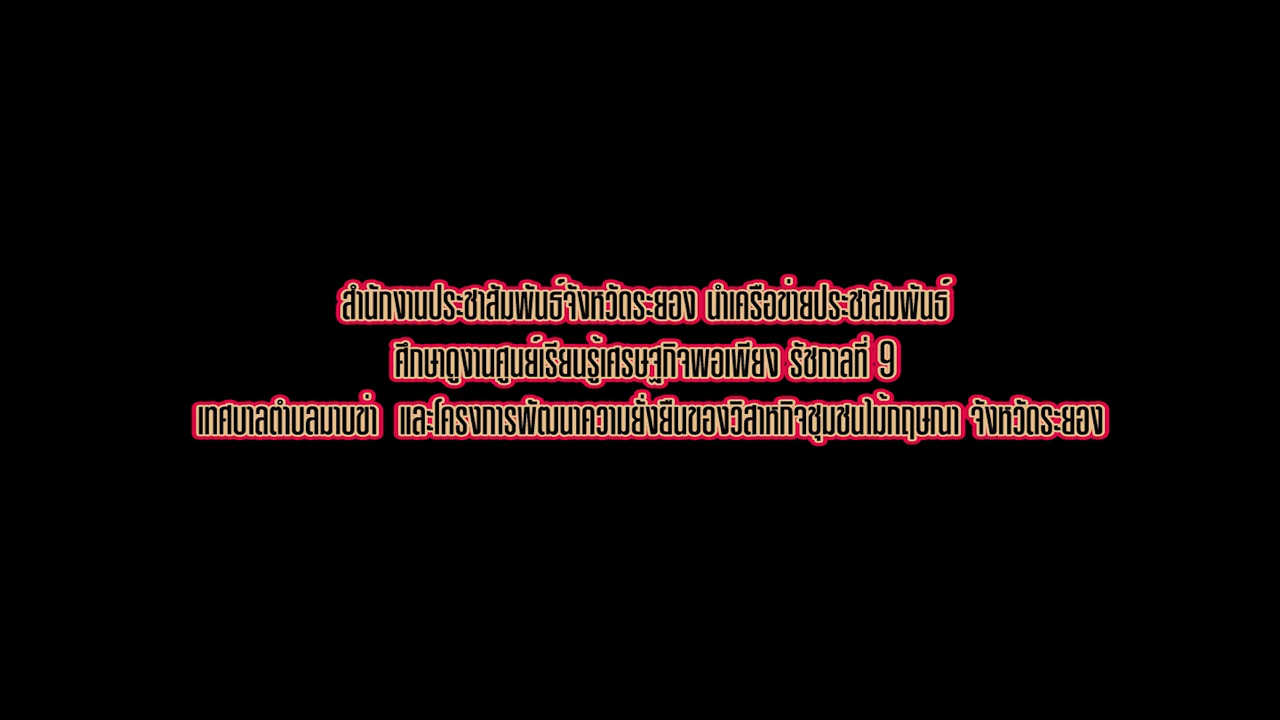 สำนักงานประชาสัมพันธ์จังหวัดระยอง นำเครือข่ายประชาสัมพันธ์
ศึกษาดูงานศูนย์เรียนรู้เศรษฐกิจพอเพียง รัชกาลที่ 9
เทศบาลตำบลมาบข่า และโครงการพัฒนาความยั่งยืนของวิสาหกิจชุมชนไม้กฤษณา จังหวัดระยอง